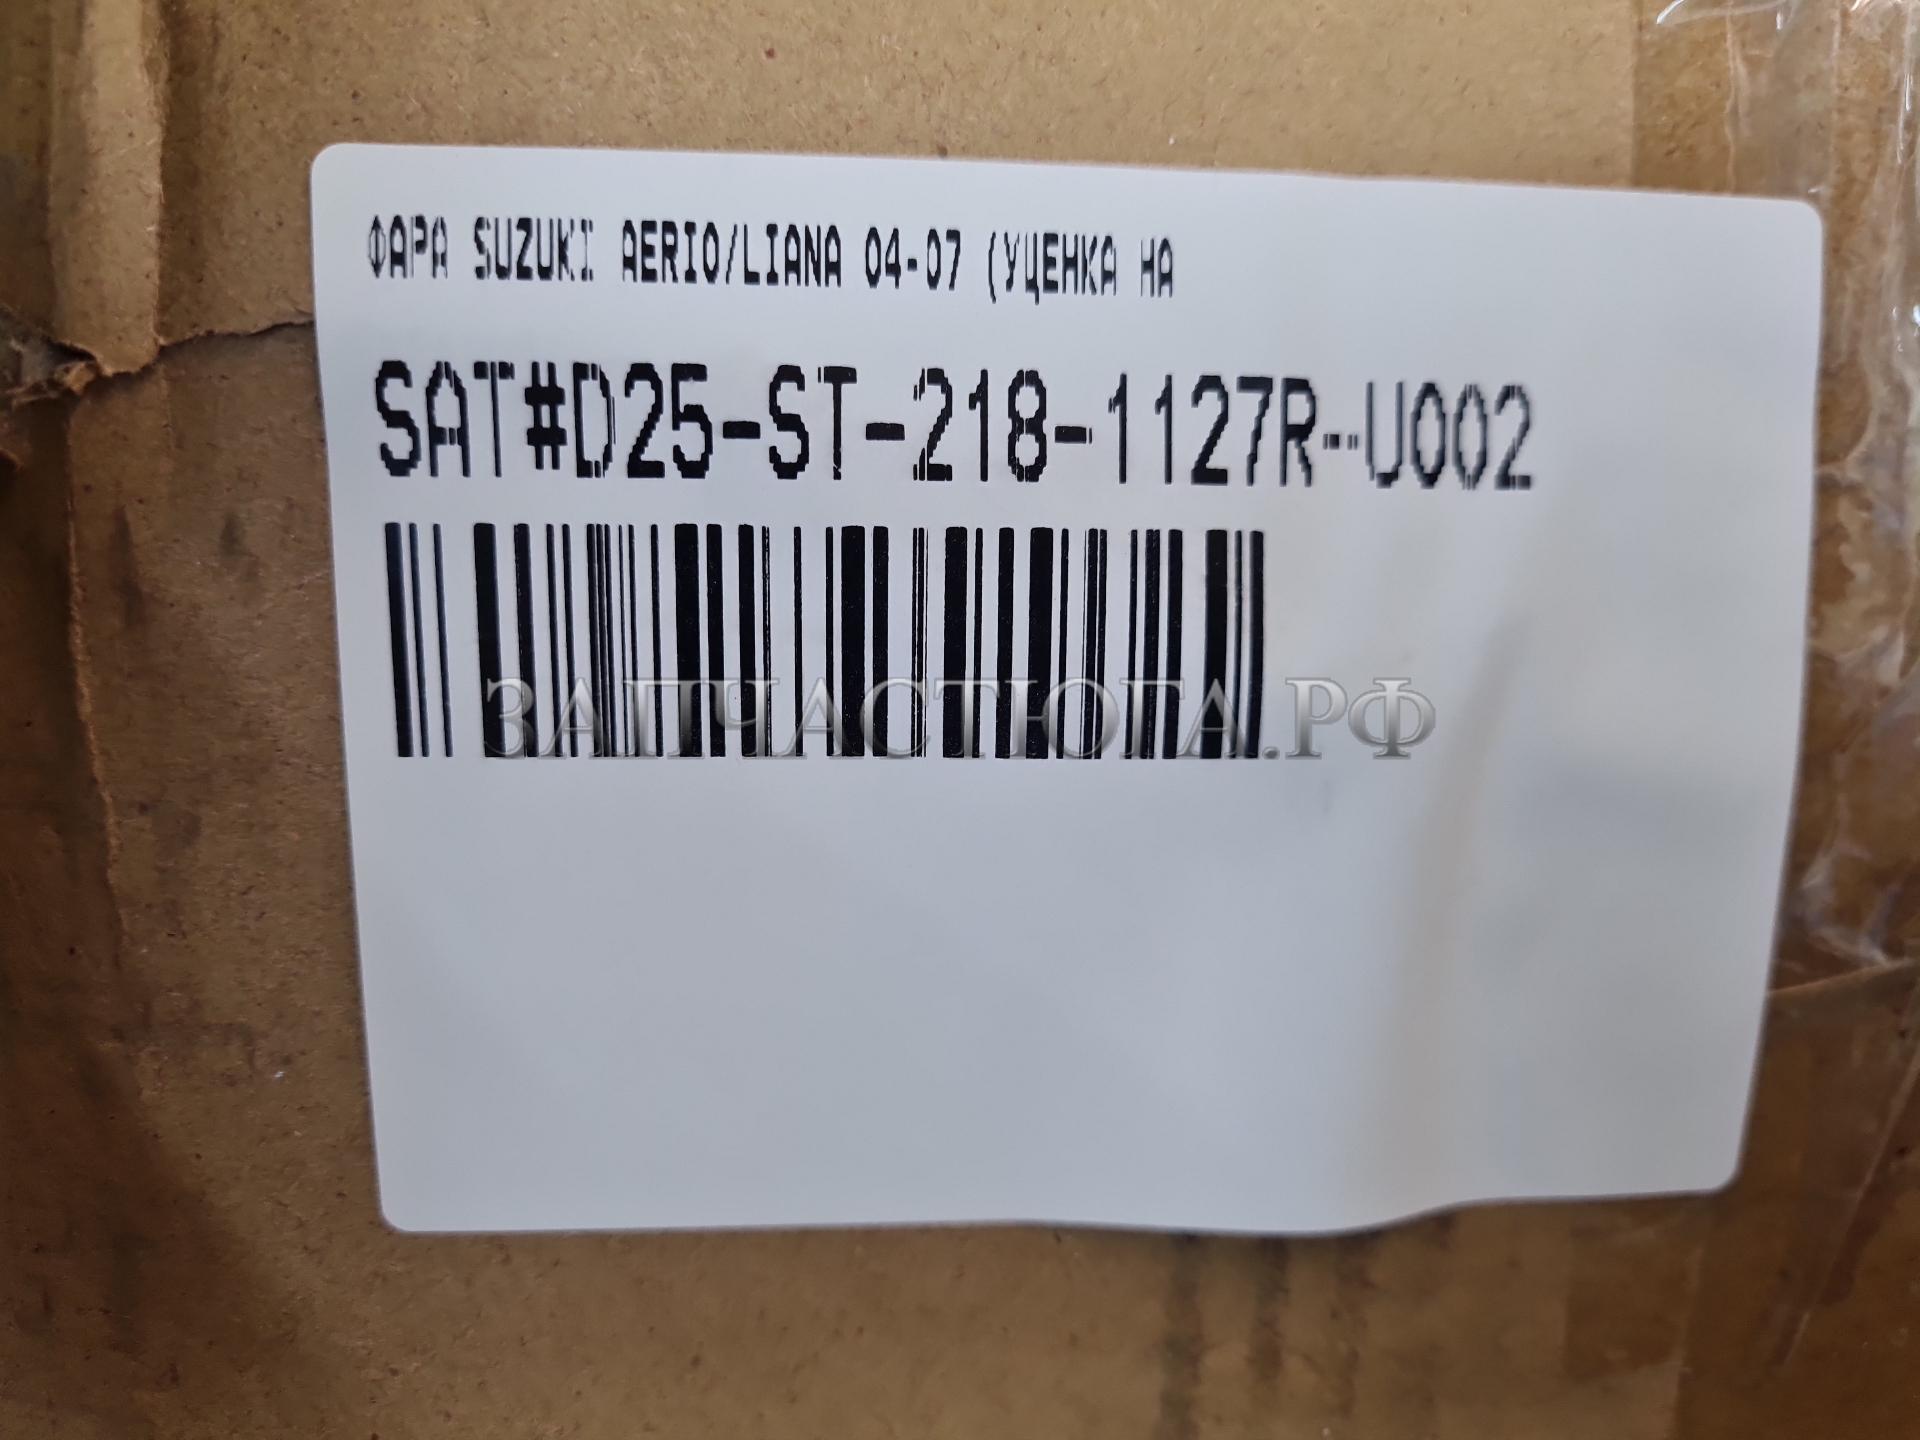 ФАРА SUZUKI AERIO/LIANA 04-07 (УЦЕНКА НА
SAT#D25-ST-218-1127R--U002
ЗАПЧАСТЮГА.РФ